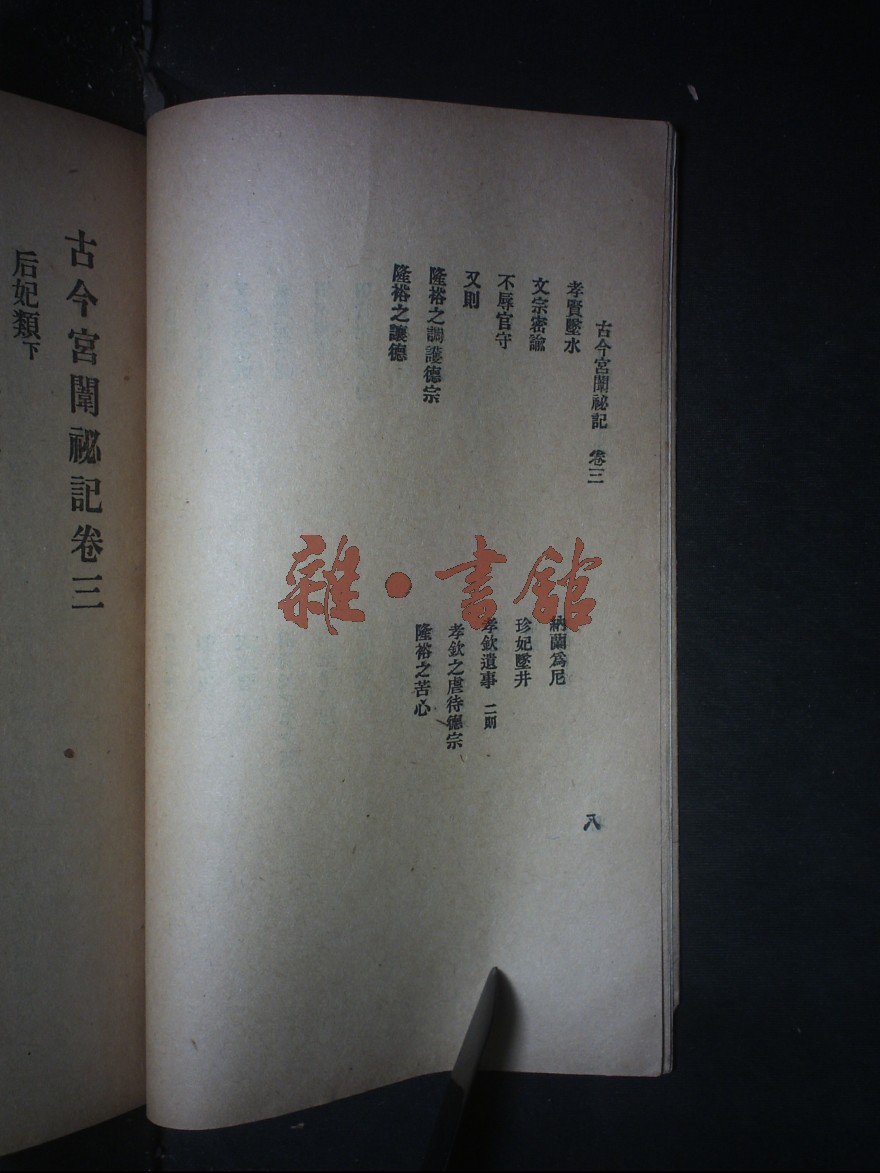 古今宮闈祕記　卷三
孝賢墜水
文宗密諭
不辱官守
又則
隆裕之調護德宗
隆裕之讓德
納蘭爲尼
珍妃墜井
孝欽遺事　二則
孝欽之虐待德宗
隆裕之苦心
八
古今宮闈祕記卷三
后妃類下
雜·書館